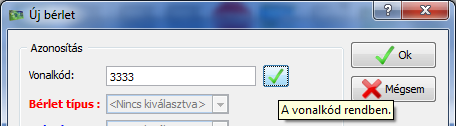 Új bérlet
Azonosítás
Vonalkód: 3333
Ok
Bérlet típus : <Nincs kiválasztva>
Mégsem
A vonalkód rendben.